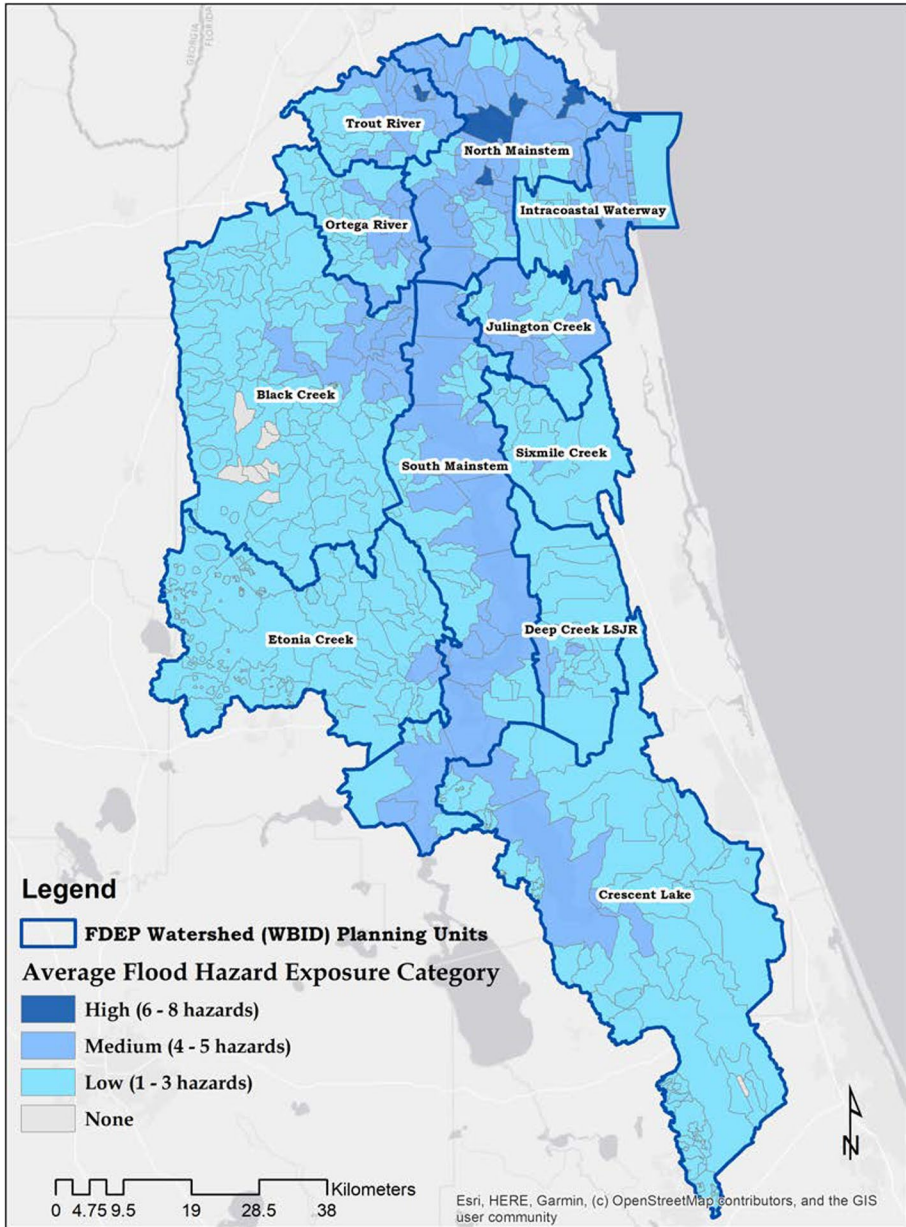 GEORGIA
FLORIDA
Trout River
North Mainstem
Intracoastal Waterway
Ortega River
Julington Creek
Black Creek
Sixmile Creek
South Mainstem
Deep Creek LSJR
Etonia Creek
Crescent Lake
Legend
FDEP Watershed (WBID) Planning Units
Average Flood Hazard Exposure Category
High (6 - 8 hazards)
Medium (4 - 5 hazards)
Low (1 - 3 hazards)
None
N
Kilometers
0 4.75 9.5 19 28.5 38
Esri, HERE, Garmin, (c) OpenStreetMap contributors, and the GIS
user community